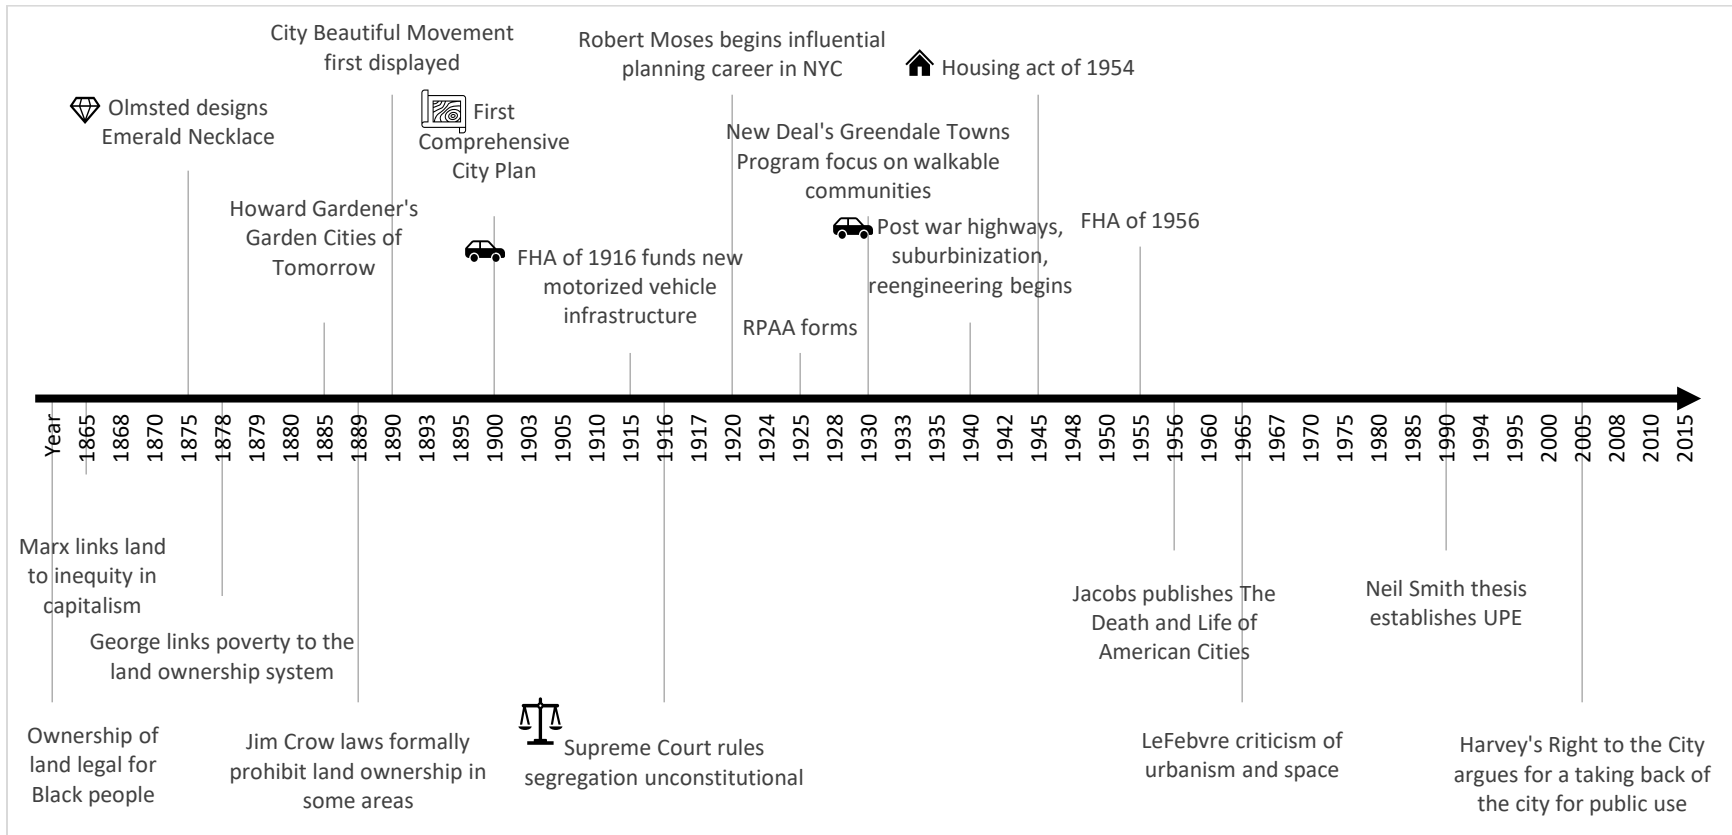 City Beautiful Movement
first displayed
Robert Moses begins influential
planning career in NYC
Housing act of 1954
Olmsted designs
Emerald Necklace
First
Comprehensive
City Plan
New Deal's Greendale Towns
Program focus on walkable
communities
Howard Gardener's
Garden Cities of
Tomorrow
FHA of 1916 funds new
motorized vehicle
infrastructure
Post war highways,
suburbinization,
reengineering begins
FHA of 1956
RPAA forms
Year
1865
1868
1870
1875
1878
1879
1880
1885
1889
1890
1893
1895
1900
1903
1905
1910
1915
1916
1917
1920
1924
1925
1928
1930
1933
1935
1940
1942
1945
1948
1950
1955
1956
1960
1965
1967
1970
1975
1980
1985
1990
1994
1995
2000
2005
2008
2010
2015
Marx links land
to inequity in
capitalism
George links poverty to the
land ownership system
Jacobs publishes The
Death and Life of
American Cities
Neil Smith thesis
establishes UPE
Ownership of
land legal for
Black people
Jim Crow laws formally
prohibit land ownership in
some areas
Supreme Court rules
segregation unconstitutional
LeFebvre criticism of
urbanism and space
Harvey's Right to the City
argues for a taking back of
the city for public use